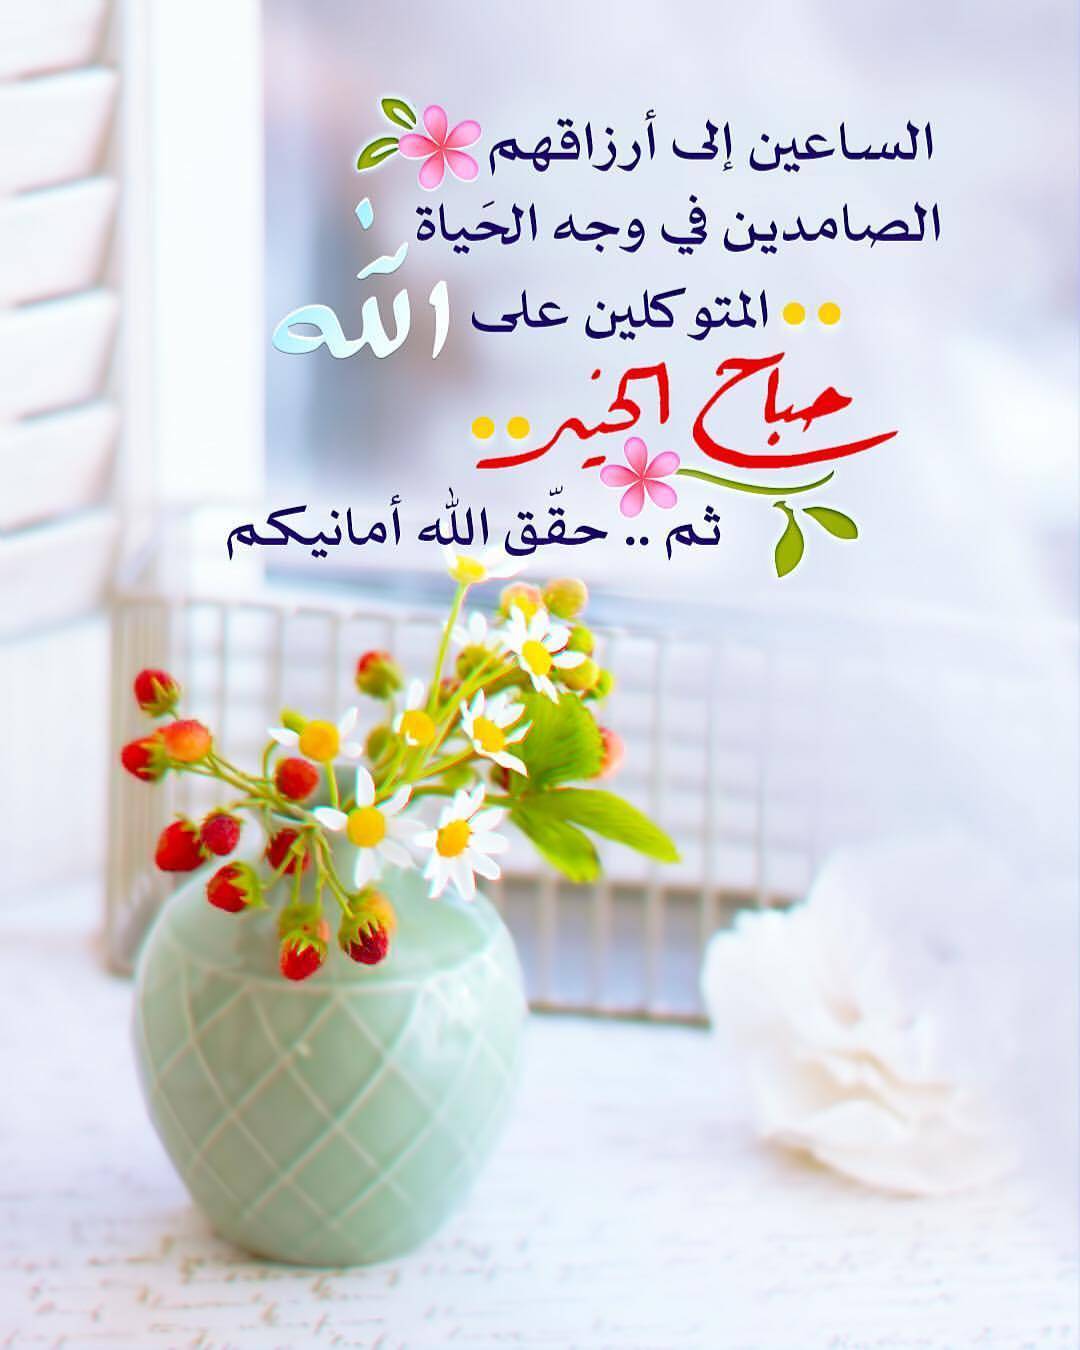 الساعين إلى أرزاقهم
الصامدين في وجه الحَياة
المتوكلين على الله
صباح الخير..
ثم .. حقّق الله أمانيكم